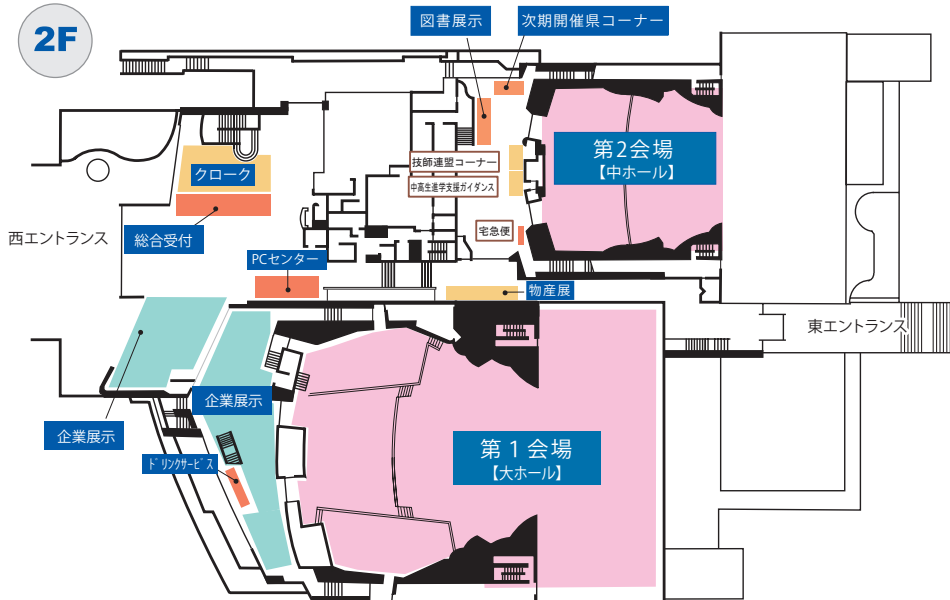 2F
図書展示
次期開催県コーナー
第2会場
【中ホール】
技師連盟コーナー
中高生進学支援ガイダンス
クローク
宅急便
西エントランス
総合受付
PCセンター
物産展
東エントランス
企業展示
企業展示
第1会場
【大ホール】
ドリンクサービス